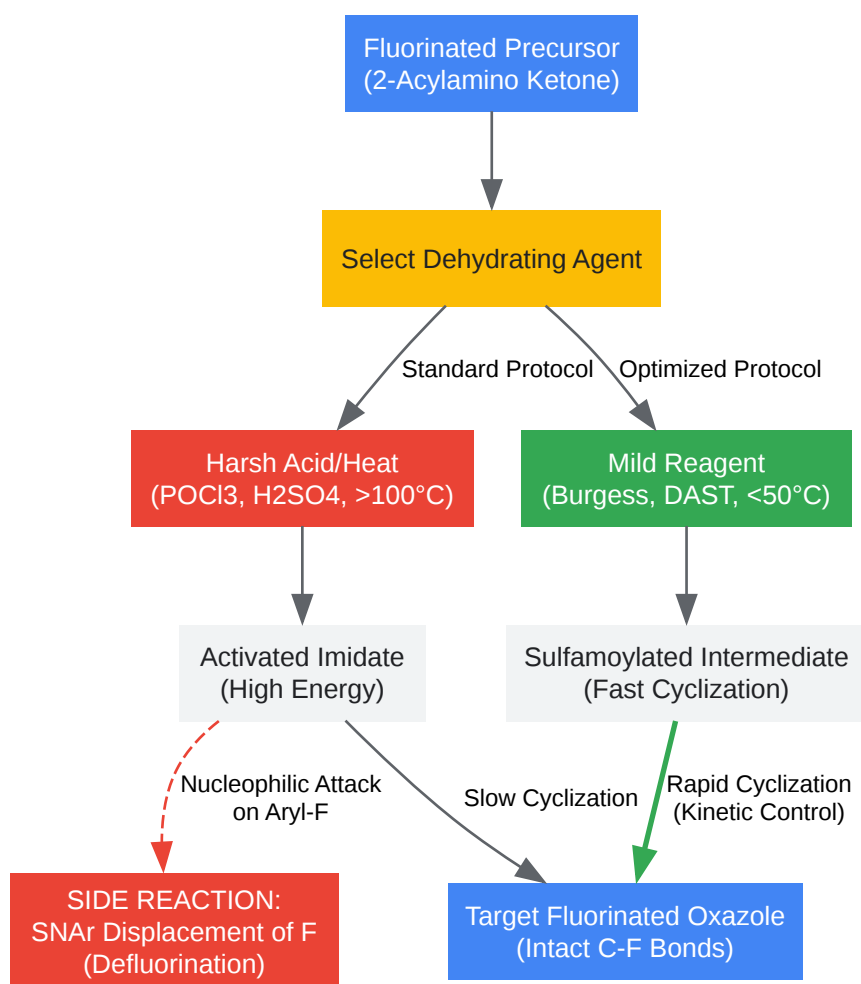 Fluorinated Precursor
(2-Acylamino Ketone)
Select Dehydrating Agent
Standard Protocol
Optimized Protocol
Harsh Acid/Heat
(POCl3, H2SO4, >100°C)
Mild Reagent
(Burgess, DAST, <50°C)
Activated Imidate
(High Energy)
Sulfamoylated Intermediate
(Fast Cyclization)
Nucleophilic Attack
on Aryl-F
Slow Cyclization
Rapid Cyclization
(Kinetic Control)
SIDE REACTION:
SNAr Displacement of F
(Defluorination)
Target Fluorinated Oxazole
(Intact C-F Bonds)